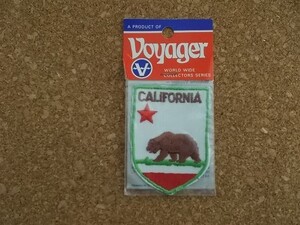 A PRODUCT OF
Voyager
WORLD WIDE
COLLECTORS SERIES
CALIFORNIA